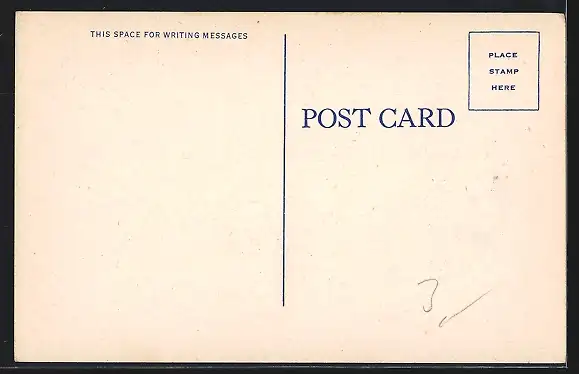 THIS SPACE FOR WRITING MESSAGES
PLACE
STAMP
HERE
POST CARD
3